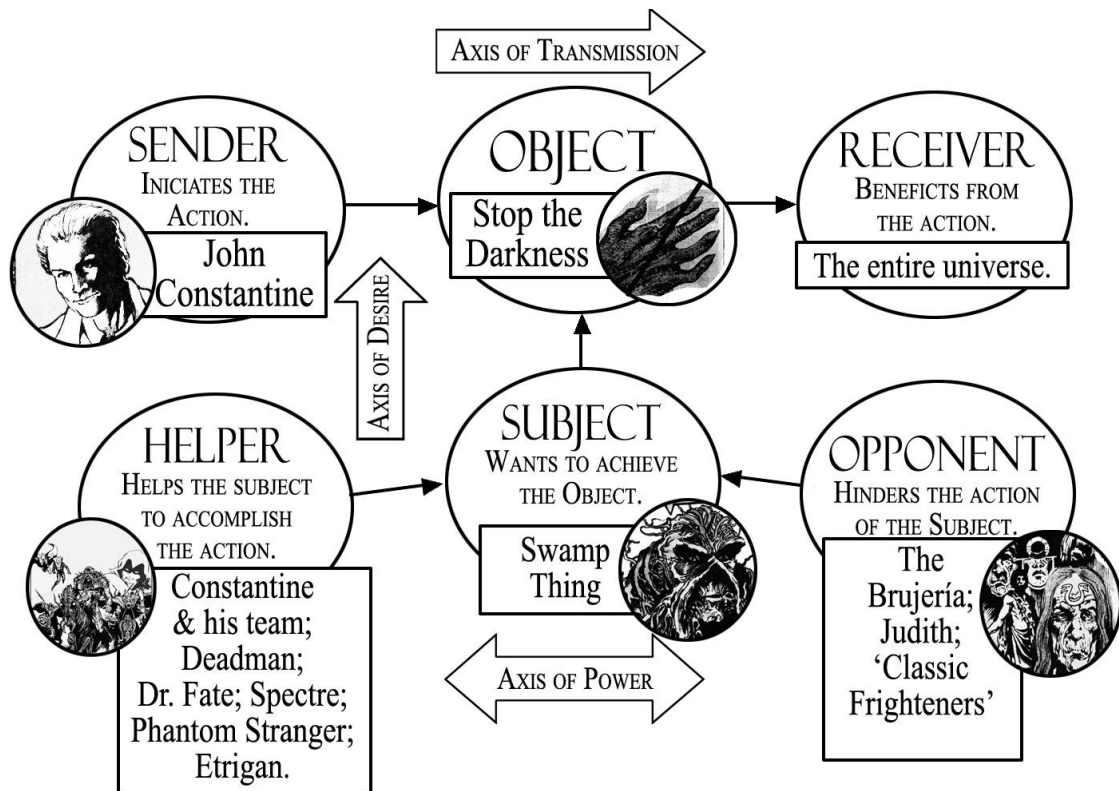 AXIS OF TRANSMISSION
SENDER
INICIATES THE
ACTION.
John
Constantine
OBJECT
Stop the
Darkness
RECEIVER
BENEFICTS FROM
THE ACTION.
The entire universe.
AXIS OF DESIRE
HELPER
HELPS THE SUBJECT
TO ACCOMPLISH
THE ACTION.
Constantine
& his team;
Deadman;
Dr. Fate; Spectre;
Phantom Stranger;
Etrigan.
SUBJECT
WANTS TO ACHIEVE
THE OBJECT.
Swamp
Thing
AXIS OF POWER
OPPONENT
HINDERS THE ACTION
OF THE SUBJECT.
The
Brujería;
Judith;
‘Classic
Frighteners’